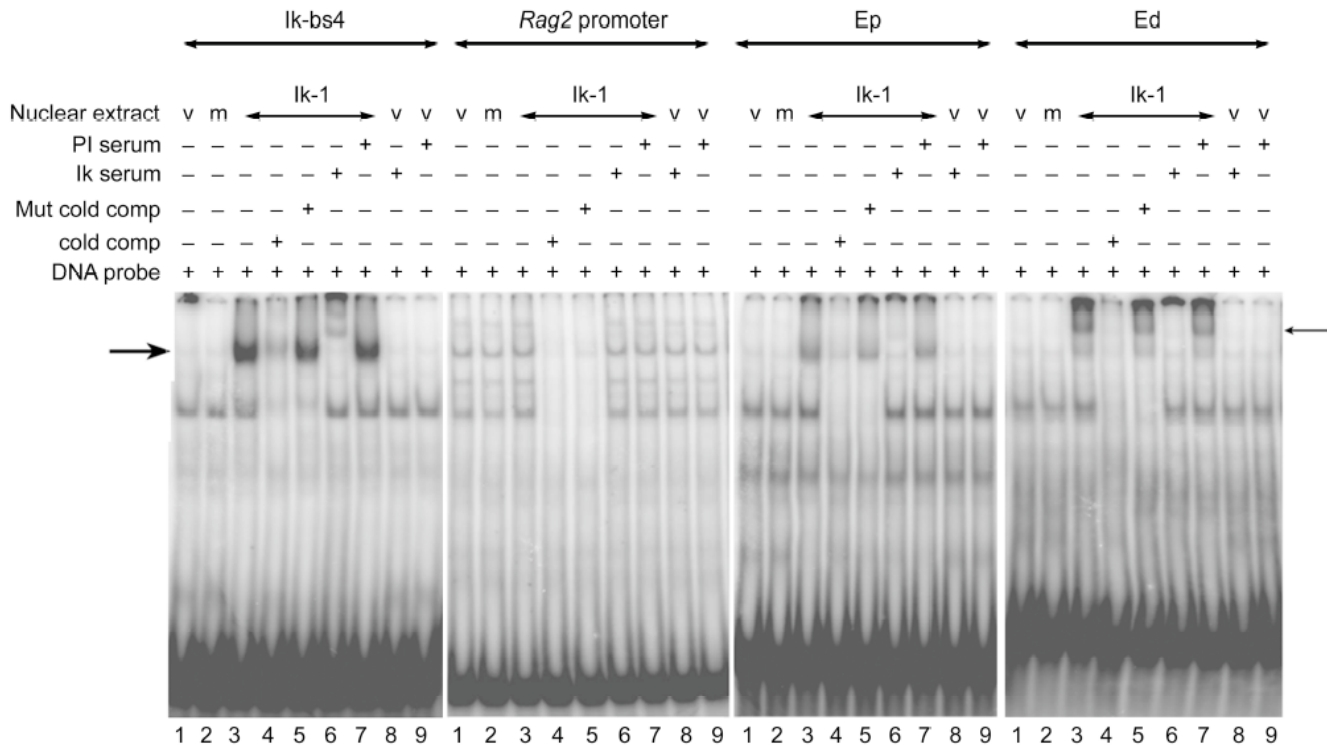 Ik-bs4 Rag2 promoter Ep Ed
Ik-1 Ik-1 Ik-1 Ik-1
Nuclear extract v m v v v m v v v m v v v m v v
PI serum – – – – – – + – + – – – – – – + – + – – – – – – + – + – – – – – – + – +
Ik serum – – – – – + – + – – – – – – + – + – – – – – – + – + – – – – – – + – + –
Mut cold comp – – – – + – – – – – – – – + – – – – – – – – + – – – – – – – – + – – – –
cold comp – – – + – – – – – – – – + – – – – – – – – + – – – – – – – – + – – – – –
DNA probe + + + + + + + + + + + + + + + + + + + + + + + + + + + + + + + + + + + +
1 2 3 4 5 6 7 8 9 1 2 3 4 5 6 7 8 9 1 2 3 4 5 6 7 8 9 1 2 3 4 5 6 7 8 9